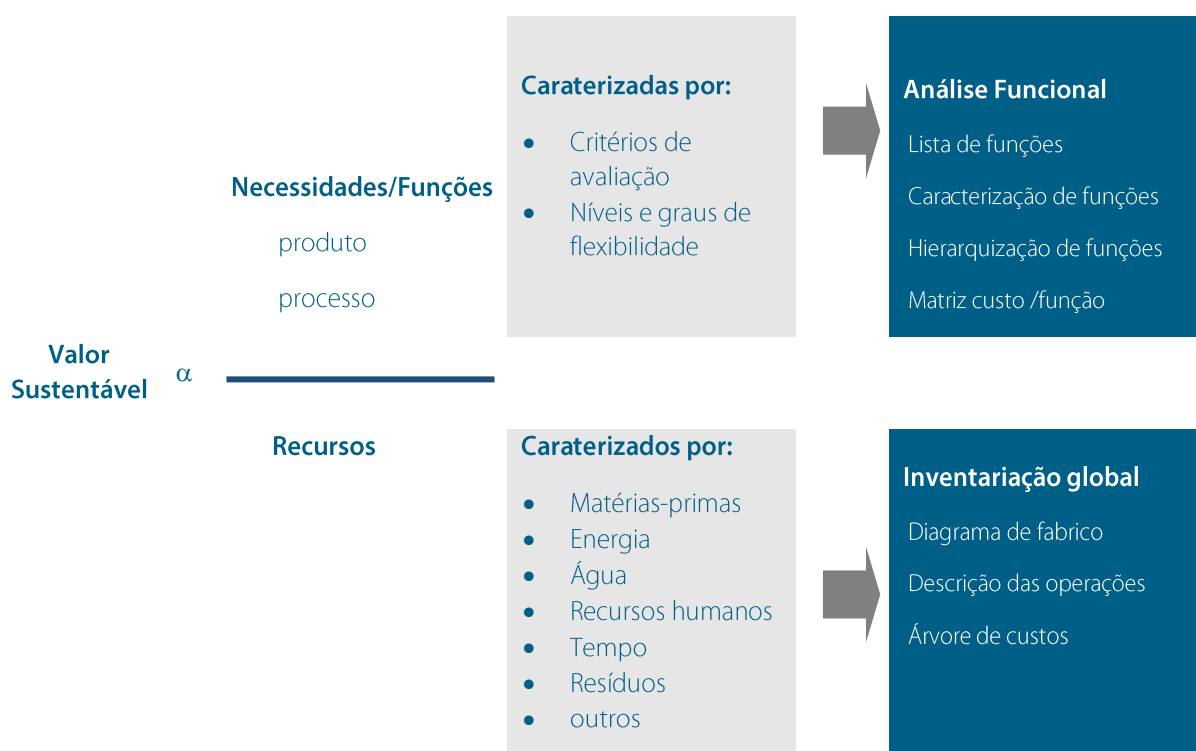 Valor
Sustentável
α
Necessidades/Funções
produto
processo
Recursos
Caraterizadas por:
• Critérios de
avaliação
• Níveis e graus de
flexibilidade
Análise Funcional
Lista de funções
Caracterização de funções
Hierarquização de funções
Matriz custo /função
Caraterizados por:
• Matérias-primas
• Energia
• Água
• Recursos humanos
• Tempo
• Resíduos
• outros
Inventariação global
Diagrama de fabrico
Descrição das operações
Árvore de custos